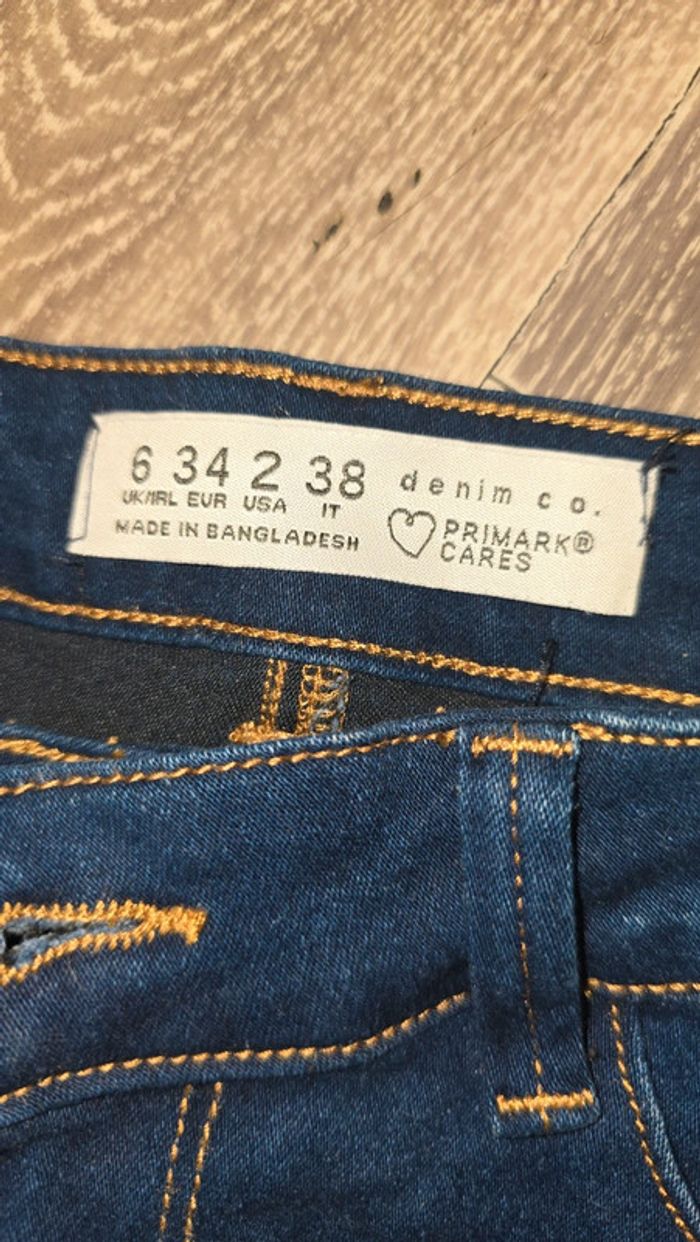 6 34 2 38
UK/IRL EUR USA IT
MADE IN BANGLADESH
denim co.
PRIMARK®
CARES